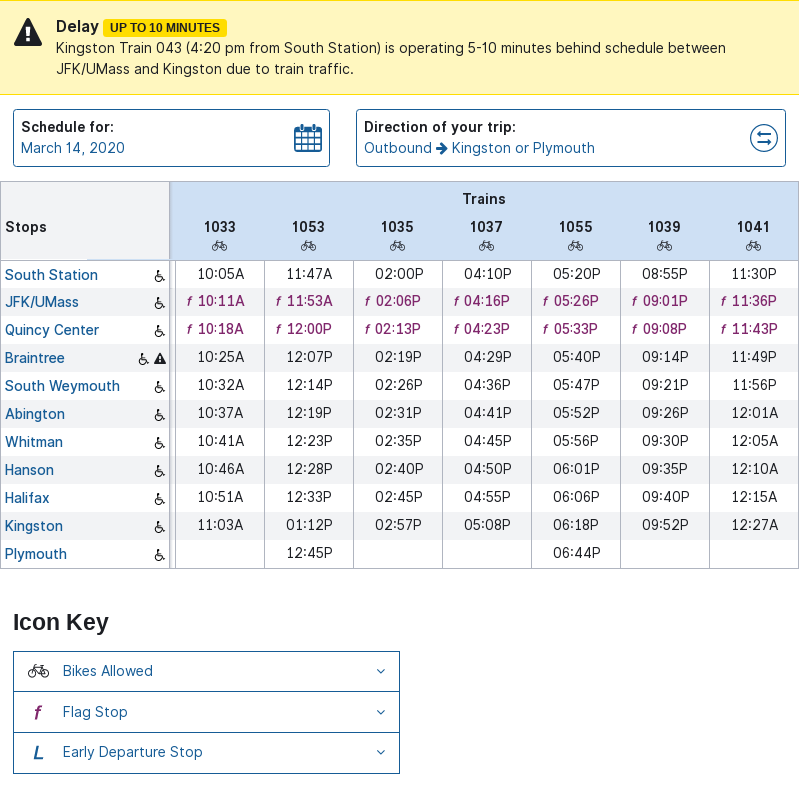 Delay UP TO 10 MINUTES
Kingston Train 043 (4:20 pm from South Station) is operating 5-10 minutes behind schedule between
JFK/UMass and Kingston due to train traffic.
Schedule for:
March 14, 2020
Direction of your trip:
Outbound Kingston or Plymouth
Trains
Stops 1033 1053 1035 1037 1055 1039 1041
South Station 10:05A 11:47A 02:00P 04:10P 05:20P 08:55P 11:30P
JFK/UMass f 10:11A f 11:53A f 02:06P f 04:16P f 05:26P f 09:01P f 11:36P
Quincy Center f 10:18A f 12:00P f 02:13P f 04:23P f 05:33P f 09:08P f 11:43P
Braintree 10:25A 12:07P 02:19P 04:29P 05:40P 09:14P 11:49P
South Weymouth 10:32A 12:14P 02:26P 04:36P 05:47P 09:21P 11:56P
Abington 10:37A 12:19P 02:31P 04:41P 05:52P 09:26P 12:01A
Whitman 10:41A 12:23P 02:35P 04:45P 05:56P 09:30P 12:05A
Hanson 10:46A 12:28P 02:40P 04:50P 06:01P 09:35P 12:10A
Halifax 10:51A 12:33P 02:45P 04:55P 06:06P 09:40P 12:15A
Kingston 11:03A 01:12P 02:57P 05:08P 06:18P 09:52P 12:27A
Plymouth 12:45P 06:44P
Icon Key
Bikes Allowed
f Flag Stop
L Early Departure Stop